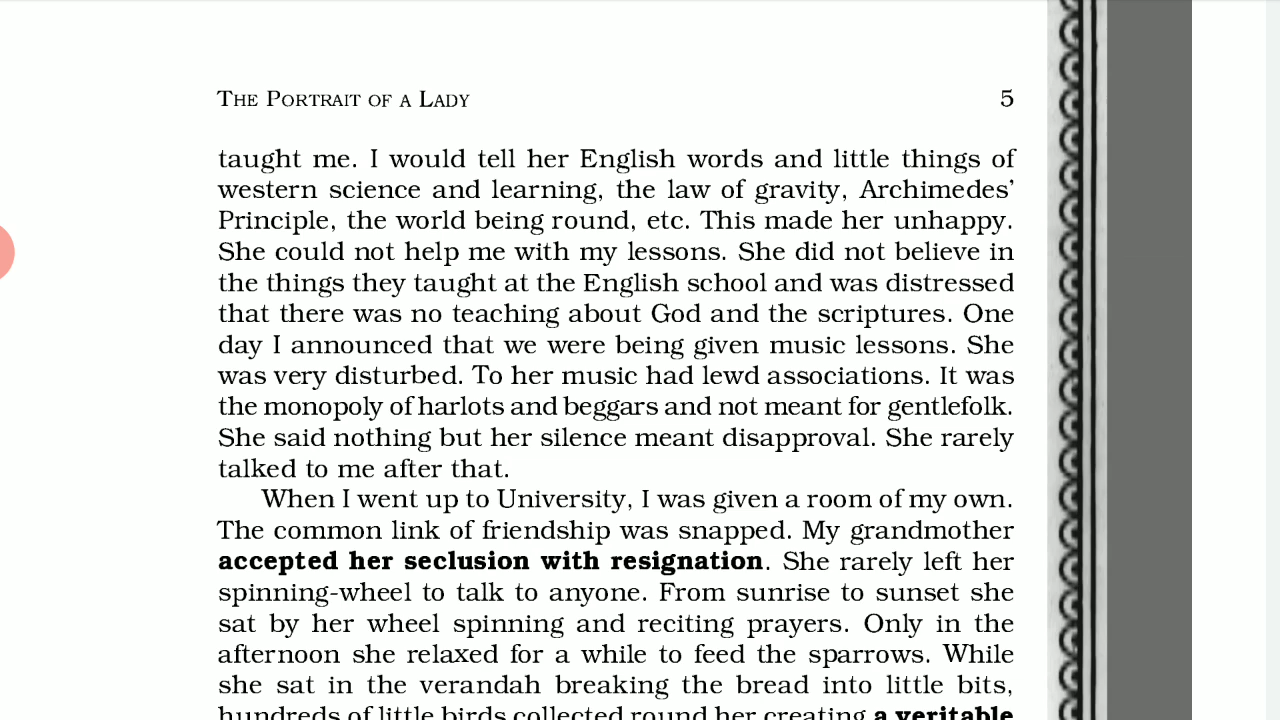 THE PORTRAIT OF A LADY 5
taught me. I would tell her English words and little things of
western science and learning, the law of gravity, Archimedes’
Principle, the world being round, etc. This made her unhappy.
She could not help me with my lessons. She did not believe in
the things they taught at the English school and was distressed
that there was no teaching about God and the scriptures. One
day I announced that we were being given music lessons. She
was very disturbed. To her music had lewd associations. It was
the monopoly of harlots and beggars and not meant for gentlefolk.
She said nothing but her silence meant disapproval. She rarely
talked to me after that.
When I went up to University, I was given a room of my own.
The common link of friendship was snapped. My grandmother
accepted her seclusion with resignation. She rarely left her
spinning-wheel to talk to anyone. From sunrise to sunset she
sat by her wheel spinning and reciting prayers. Only in the
afternoon she relaxed for a while to feed the sparrows. While
she sat in the verandah breaking the bread into little bits,
hundreds of little birds collected round her creating a veritable